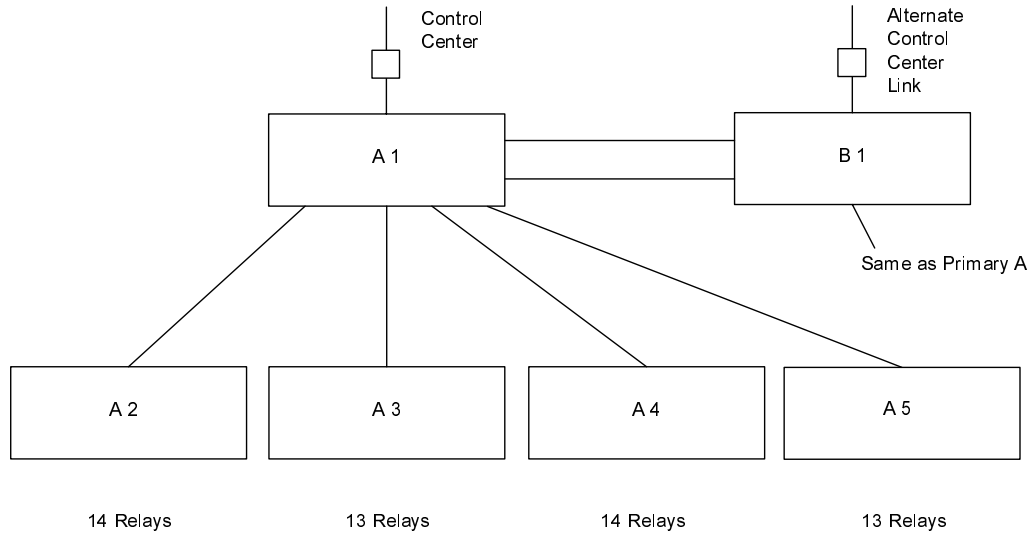 Control
Center
Alternate
Control
Center
Link
A 1
B 1
Same as Primary A
A 2
A 3
A 4
A 5
14 Relays
13 Relays
14 Relays
13 Relays